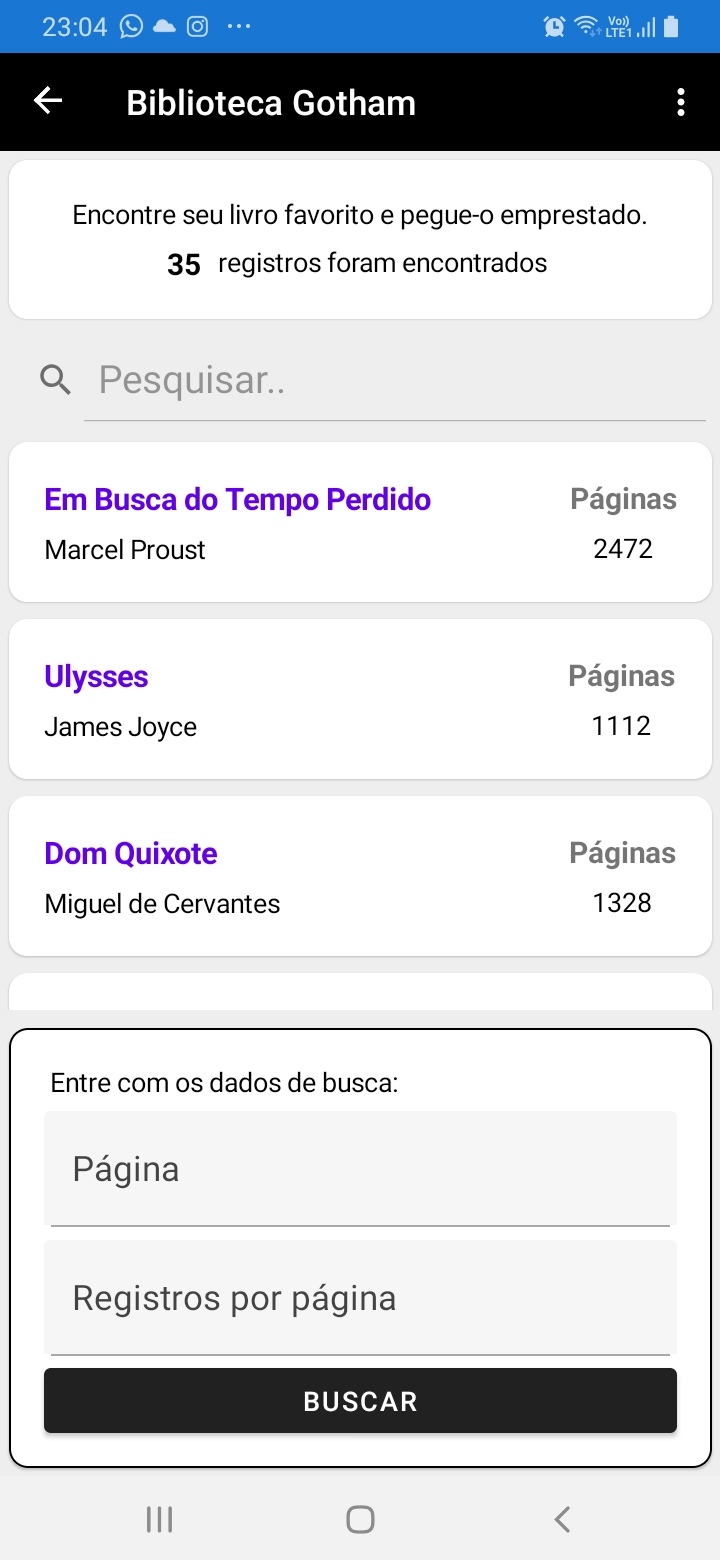 23:04
Vo)) LTE1
Biblioteca Gotham
Encontre seu livro favorito e pegue-o emprestado.
35 registros foram encontrados
Pesquisar..
Em Busca do Tempo Perdido Páginas
Marcel Proust 2472
Ulysses Páginas
James Joyce 1112
Dom Quixote Páginas
Miguel de Cervantes 1328
Entre com os dados de busca:
Página
Registros por página
BUSCAR